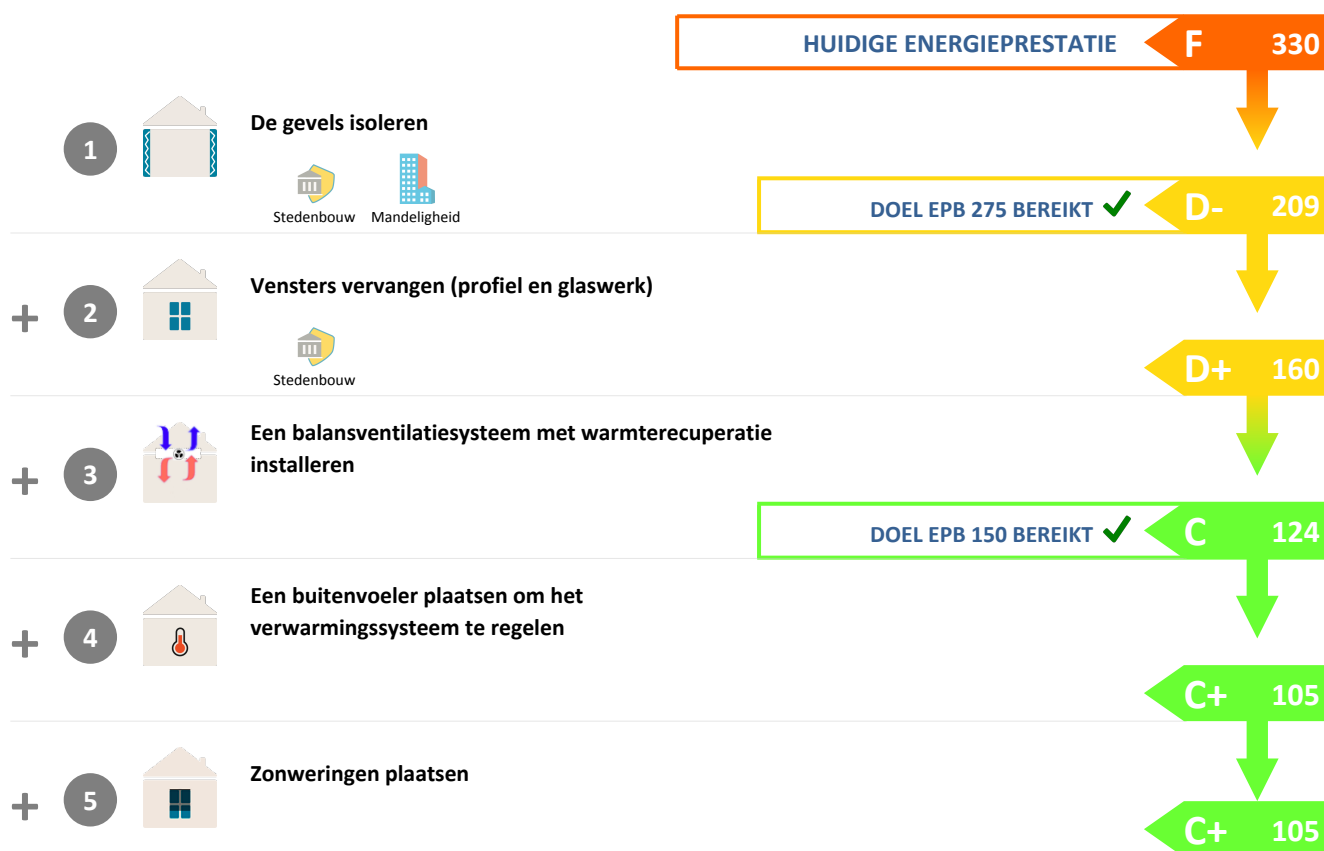 HUIDIGE ENERGIEPRESTATIE F 330
1 De gevels isoleren
Stedenbouw Mandeligheid
DOEL EPB 275 BEREIKT D- 209
+ 2 Vensters vervangen (profiel en glaswerk)
Stedenbouw
D+ 160
+ 3 Een balansventilatiesysteem met warmterecuperatie
installeren
DOEL EPB 150 BEREIKT C 124
+ 4 Een buitenvoeler plaatsen om het
verwarmingssysteem te regelen
C+ 105
+ 5 Zonweringen plaatsen
C+ 105